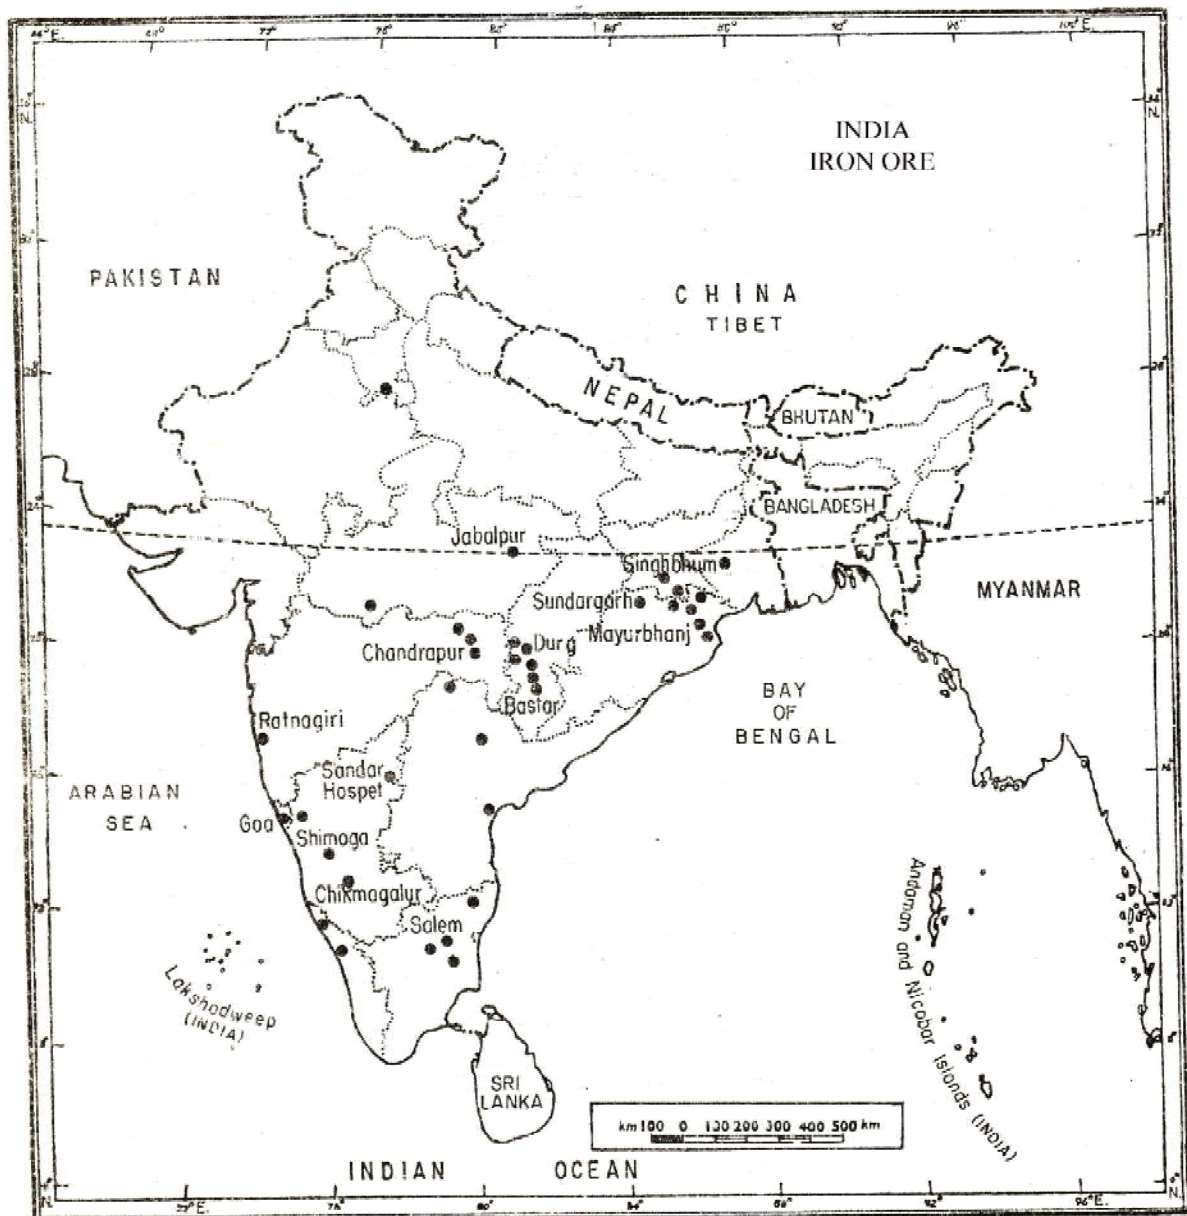 INDIA
IRON ORE
PAKISTAN
CHINA
TIBET
NEPAL
BHUTAN
BANGLADESH
Jabalpur
Singhbhum
MYANMAR
Sundargarh
Mayurbhanj
Durg
Chandrapur
Bastar
BAY
OF
BENGAL
Ratnagiri
Sandar
Hospet
ARABIAN
SEA
Goa
Shimoga
Chikmagalur
Salem
Lakshadweep
(INDIA)
Andaman and Nicobar Islands (INDIA)
SRI
LANKA
km 100 0 100 200 300 400 500 km
INDIAN OCEAN